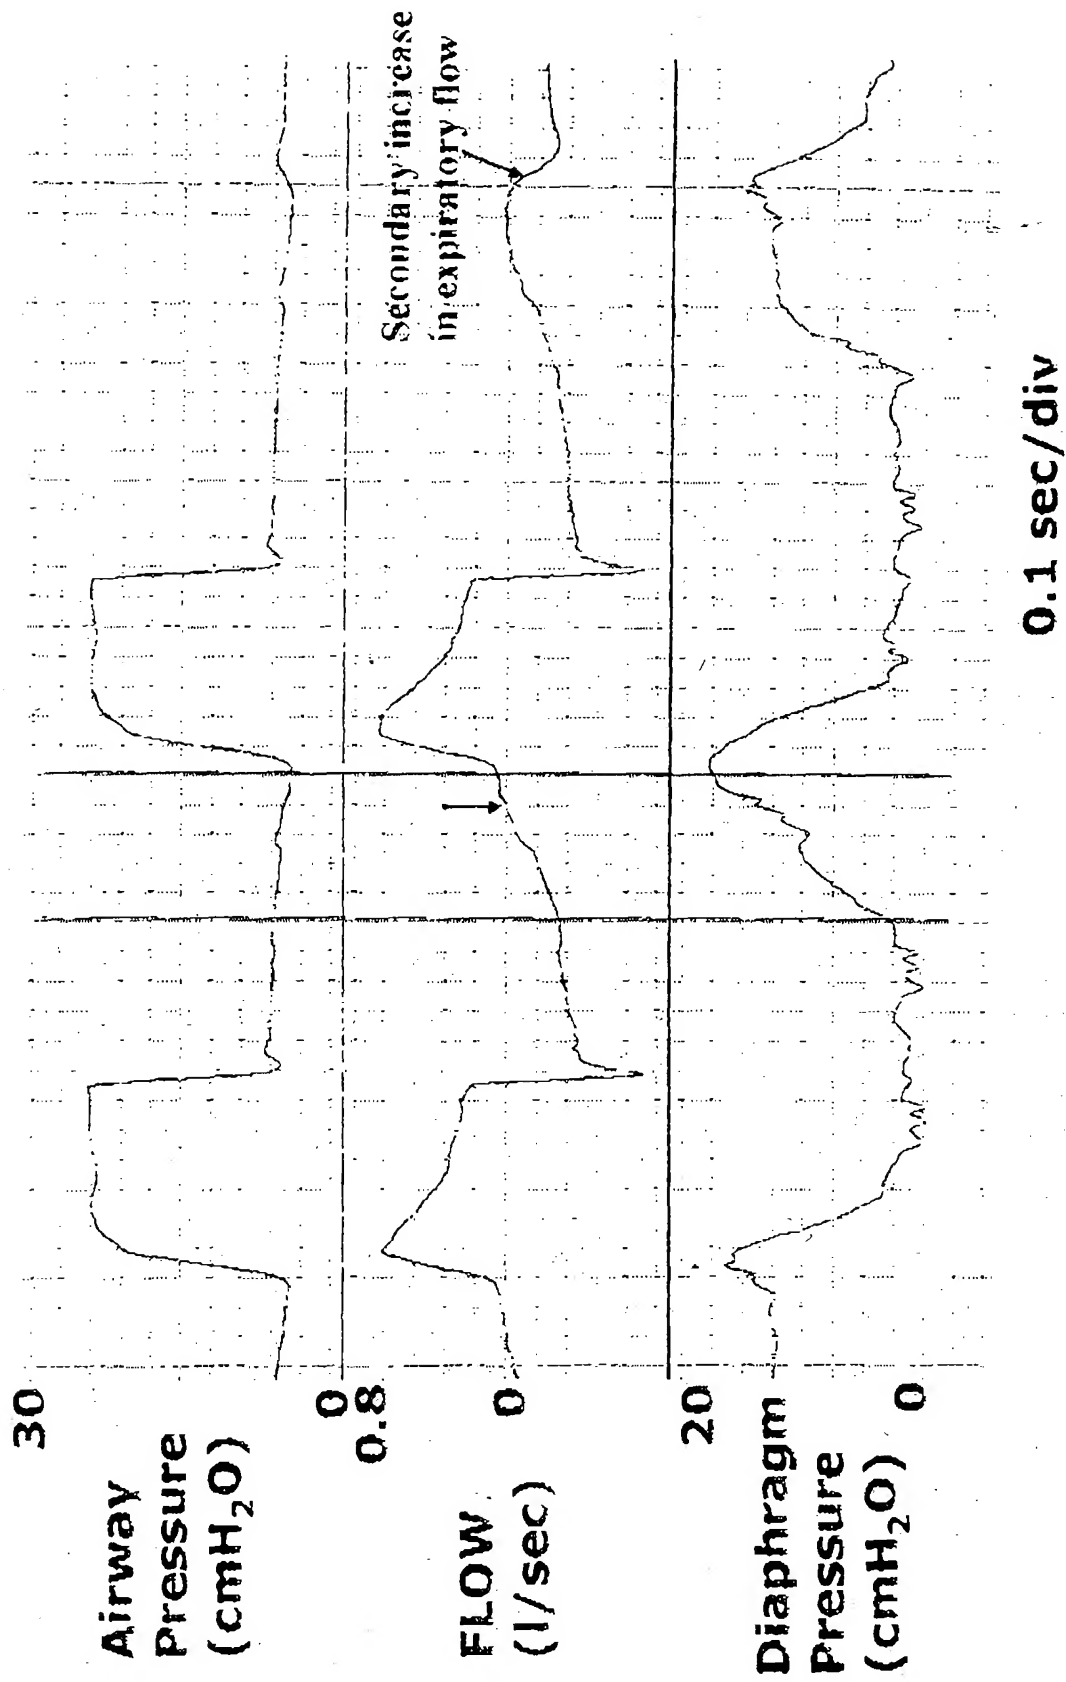 30
Airway
Pressure
(cmH₂O)
0
0.8
FLOW
(l/sec)
0
Secondary increase
in expiratory flow
20
Diaphragm
Pressure
(cmH₂O)
0
0.1 sec/div